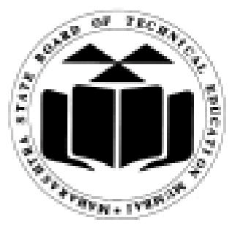 MAHARASHTRA STATE BOARD OF TECHNICAL EDUCATION MUMBAI